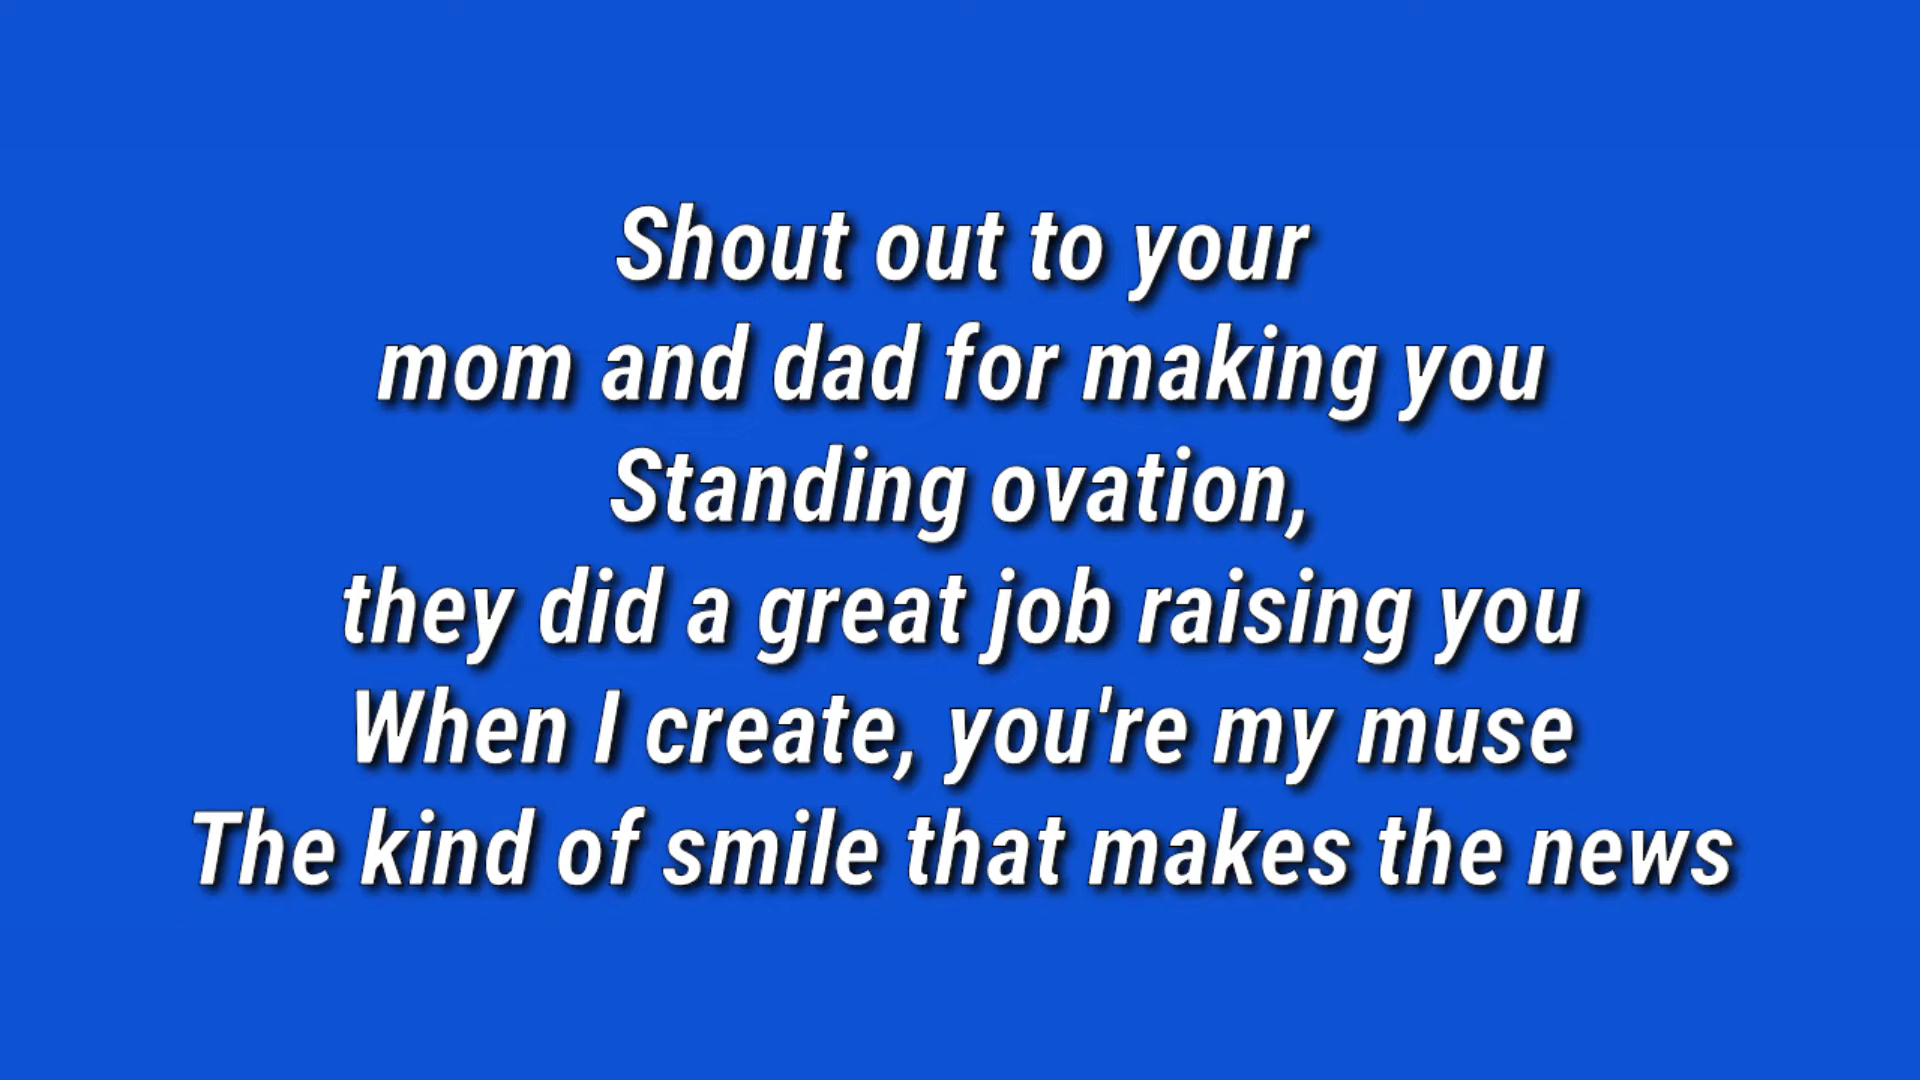 Shout out to your
mom and dad for making you
Standing ovation,
they did a great job raising you
When I create, you're my muse
The kind of smile that makes the news